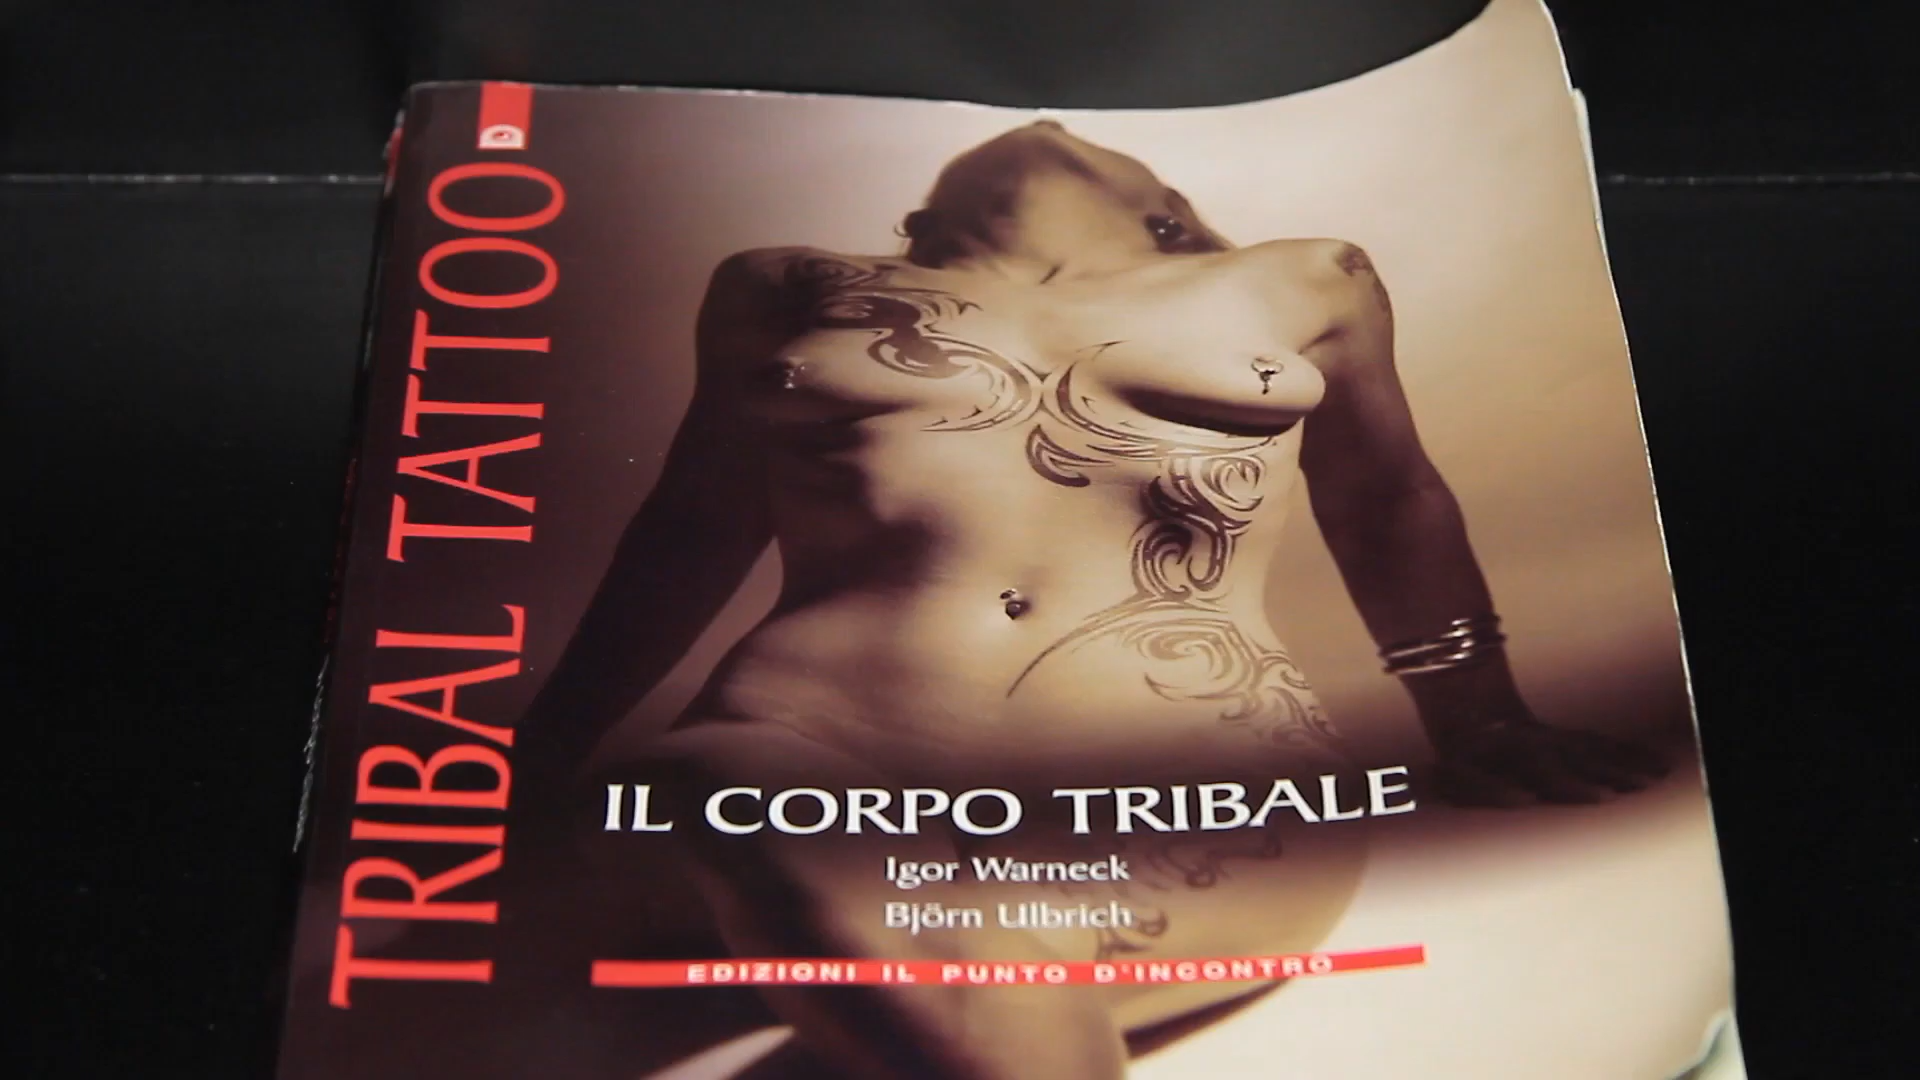 TRIBAL TATTOO
IL CORPO TRIBALE
Igor Warneck
Björn Ulbrich
EDIZIONI IL PUNTO D'INCONTRO